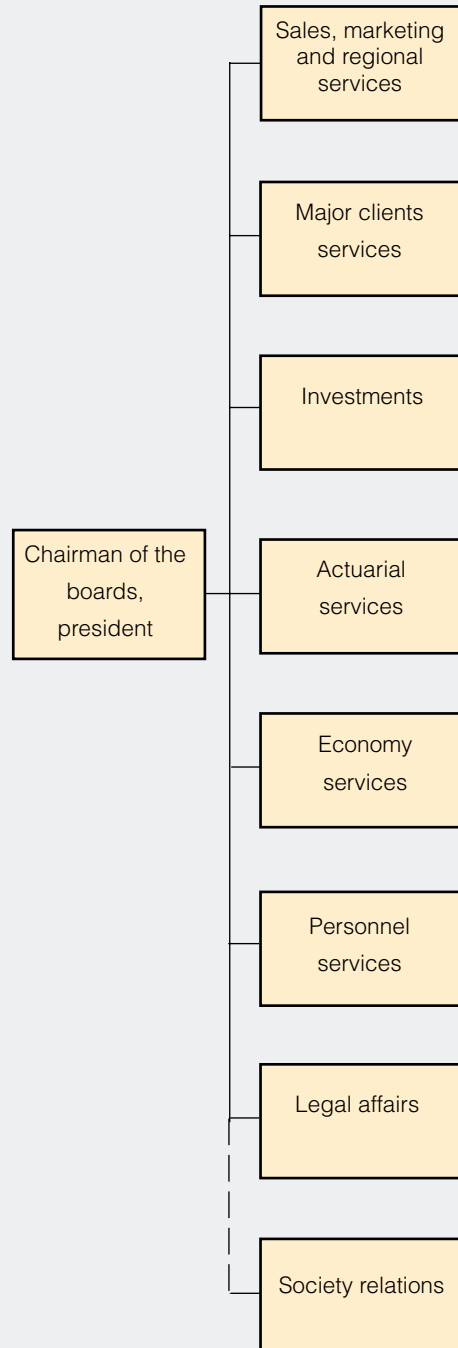 Sales, marketing
and regional
services
Major clients
services
Investments
Chairman of the
boards,
president
Actuarial
services
Economy
services
Personnel
services
Legal affairs
Society relations